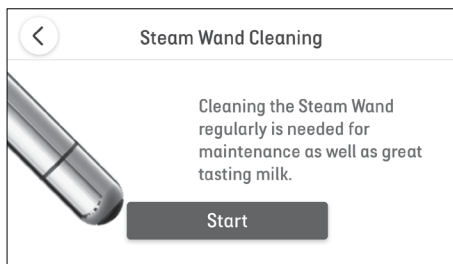 Steam Wand Cleaning
Cleaning the Steam Wand
regularly is needed for
maintenance as well as great
tasting milk.
Start